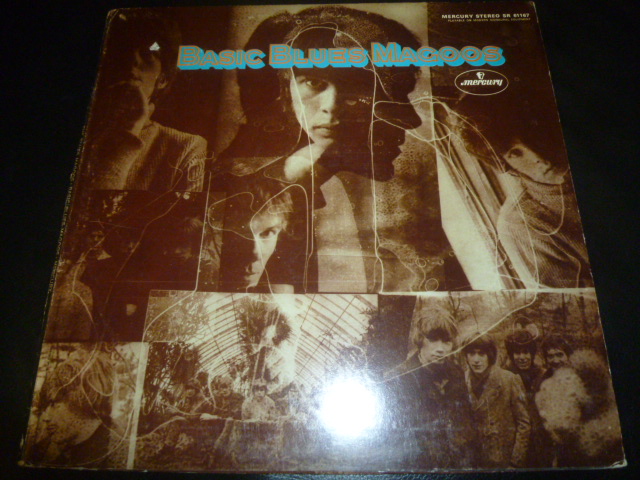 MERCURY STEREO SR 61167
BASIC BLUES MAGOOS
mercury